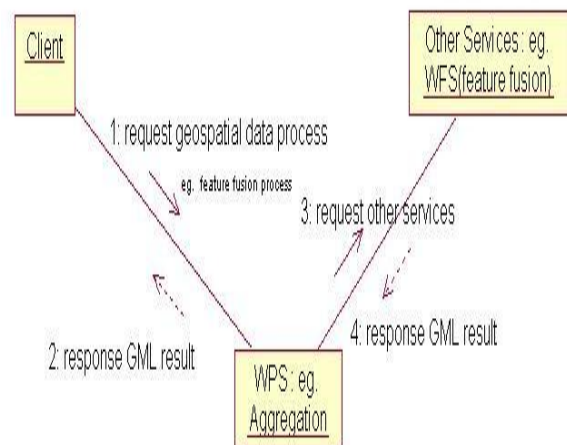 Client
Other Services : eg.
WFS(feature fusion)
1: request geospatial data process
eg. feature fusion process
3: request other services
2: response GML result
4: response GML result
WPS : eg.
Aggregation